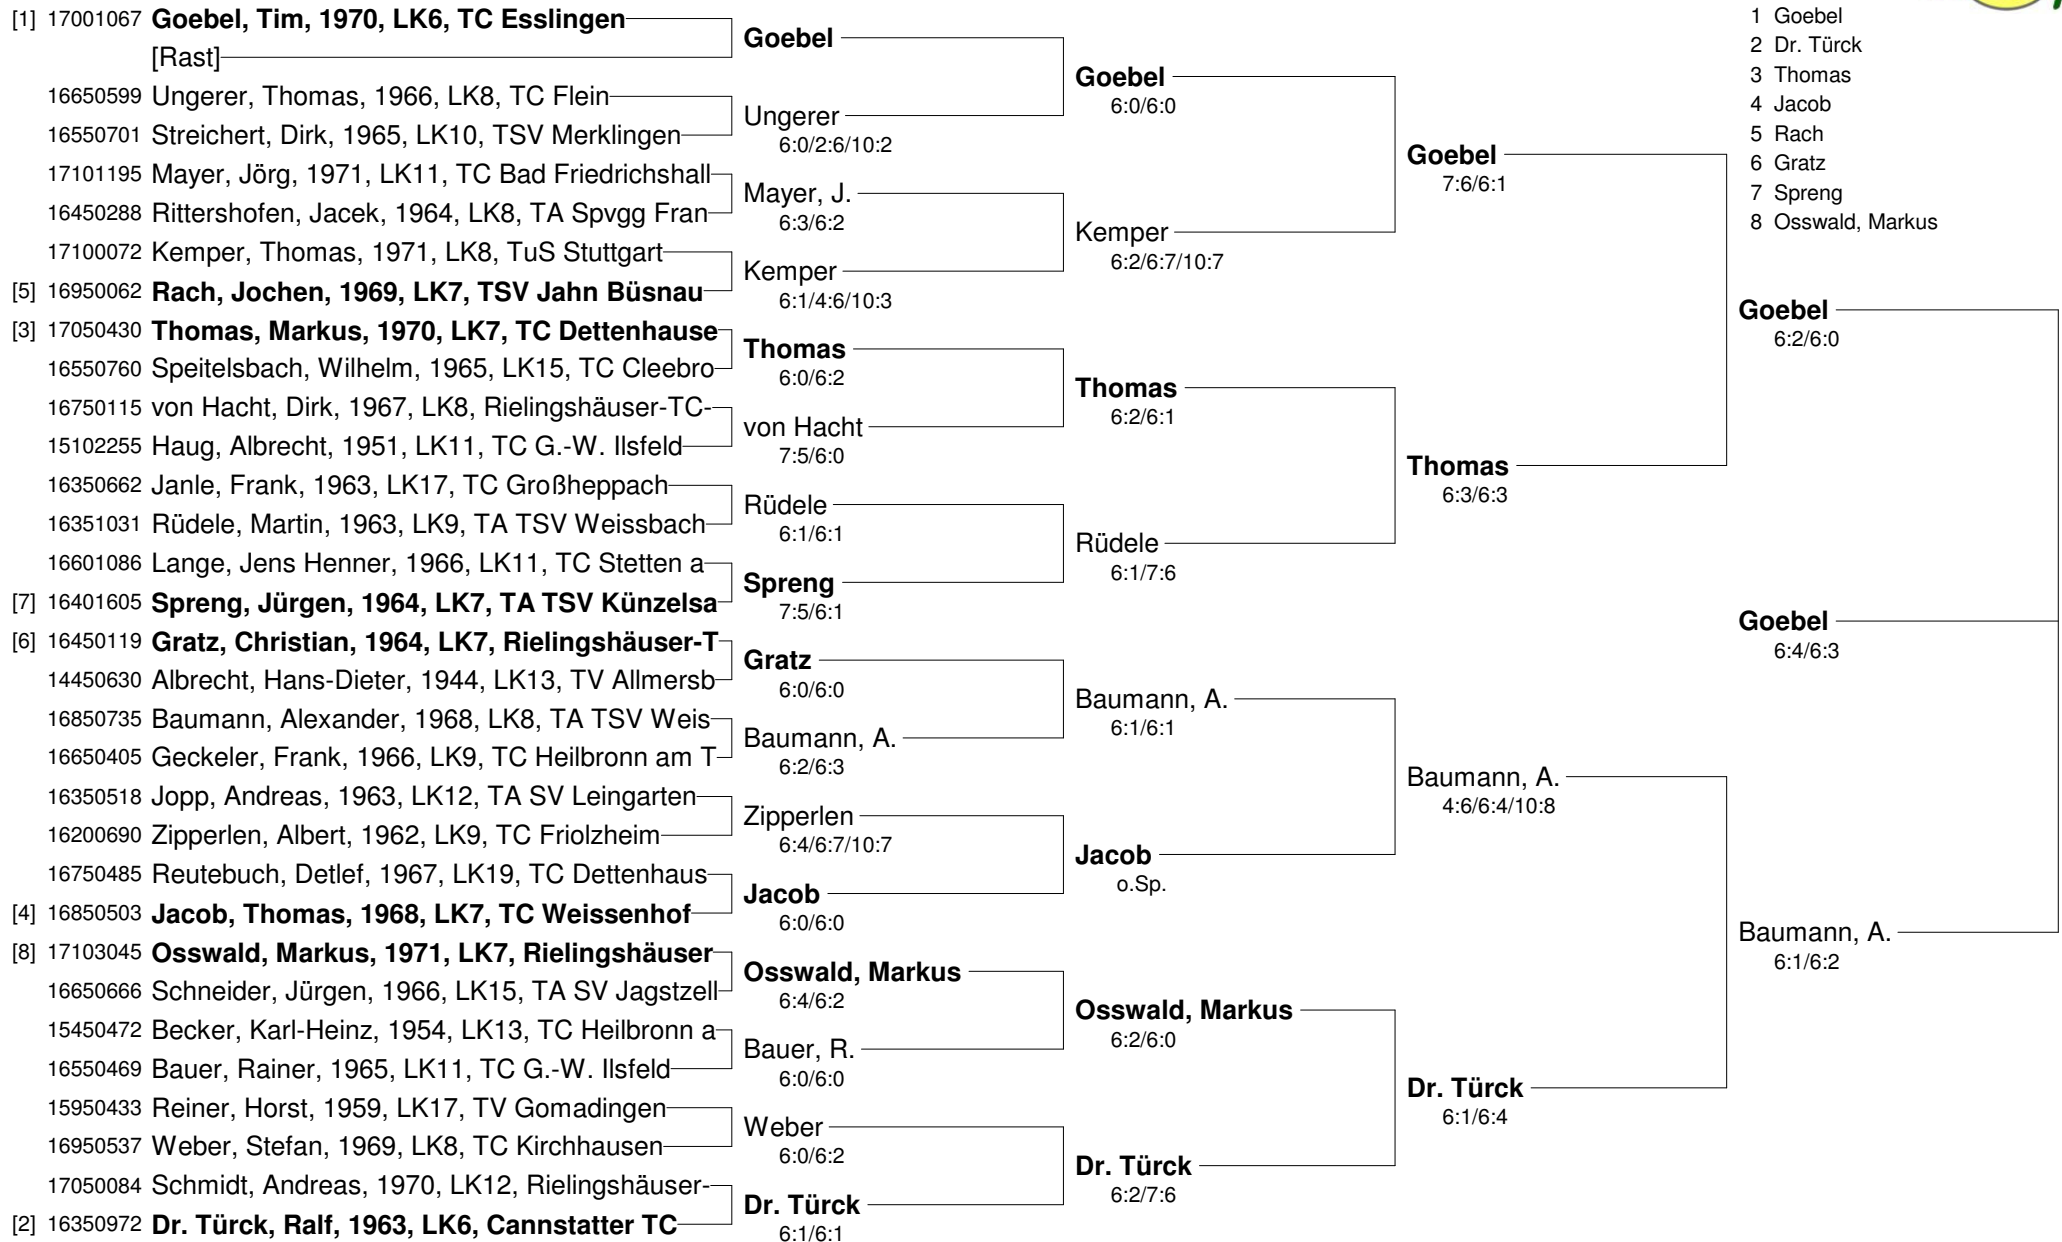 [1] 17001067 Goebel, Tim, 1970, LK6, TC Esslingen
[Rast]
16650599 Ungerer, Thomas, 1966, LK8, TC Flein
16550701 Streichert, Dirk, 1965, LK10, TSV Merklingen
17101195 Mayer, Jörg, 1971, LK11, TC Bad Friedrichshall
16450288 Rittershofen, Jacek, 1964, LK8, TA Spvgg Fran
17100072 Kemper, Thomas, 1971, LK8, TuS Stuttgart
[5] 16950062 Rach, Jochen, 1969, LK7, TSV Jahn Büsnau
[3] 17050430 Thomas, Markus, 1970, LK7, TC Dettenhause
16550760 Speitelsbach, Wilhelm, 1965, LK15, TC Cleebro
16750115 von Hacht, Dirk, 1967, LK8, Rielingshäuser-TC-
15102255 Haug, Albrecht, 1951, LK11, TC G.-W. Ilsfeld
16350662 Janle, Frank, 1963, LK17, TC Großheppach
16351031 Rüdele, Martin, 1963, LK9, TA TSV Weissbach
16601086 Lange, Jens Henner, 1966, LK11, TC Stetten a
[7] 16401605 Spreng, Jürgen, 1964, LK7, TA TSV Künzelsa
[6] 16450119 Gratz, Christian, 1964, LK7, Rielingshäuser-T
14450630 Albrecht, Hans-Dieter, 1944, LK13, TV Allmersb
16850735 Baumann, Alexander, 1968, LK8, TA TSV Weis
16650405 Geckeler, Frank, 1966, LK9, TC Heilbronn am T
16350518 Jopp, Andreas, 1963, LK12, TA SV Leingarten
16200690 Zipperlen, Albert, 1962, LK9, TC Friolzheim
16750485 Reutebuch, Detlef, 1967, LK19, TC Dettenhaus
[4] 16850503 Jacob, Thomas, 1968, LK7, TC Weissenhof
[8] 17103045 Osswald, Markus, 1971, LK7, Rielingshäuser
16650666 Schneider, Jürgen, 1966, LK15, TA SV Jagstzell
15450472 Becker, Karl-Heinz, 1954, LK13, TC Heilbronn a
16550469 Bauer, Rainer, 1965, LK11, TC G.-W. Ilsfeld
15950433 Reiner, Horst, 1959, LK17, TV Gomadingen
16950537 Weber, Stefan, 1969, LK8, TC Kirchhausen
17050084 Schmidt, Andreas, 1970, LK12, Rielingshäuser-
[2] 16350972 Dr. Türck, Ralf, 1963, LK6, Cannstatter TC
Goebel
Ungerer
6:0/2:6/10:2
Mayer, J.
6:3/6:2
Kemper
6:1/4:6/10:3
Thomas
6:0/6:2
von Hacht
7:5/6:0
Rüdele
6:1/6:1
Spreng
7:5/6:1
Gratz
6:0/6:0
Baumann, A.
6:2/6:3
Zipperlen
6:4/6:7/10:7
Jacob
6:0/6:0
Osswald, Markus
6:4/6:2
Bauer, R.
6:0/6:0
Weber
6:0/6:2
Dr. Türck
6:1/6:1
Goebel
6:0/6:0
Kemper
6:2/6:7/10:7
Thomas
6:2/6:1
Rüdele
6:1/7:6
Baumann, A.
6:1/6:1
Jacob
o.Sp.
Osswald, Markus
6:2/6:0
Dr. Türck
6:2/7:6
Goebel
7:6/6:1
Thomas
6:3/6:3
Baumann, A.
4:6/6:4/10:8
Dr. Türck
6:1/6:4
1 Goebel
2 Dr. Türck
3 Thomas
4 Jacob
5 Rach
6 Gratz
7 Spreng
8 Osswald, Markus
Goebel
6:2/6:0
Goebel
6:4/6:3
Baumann, A.
6:1/6:2